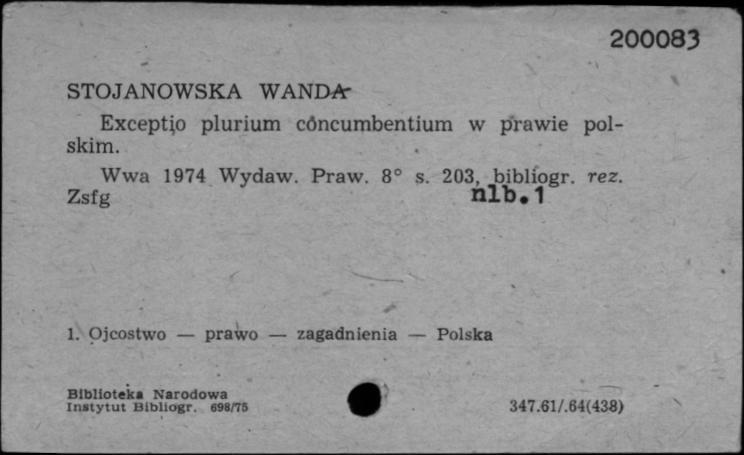 200083
STOJANOWSKA WANDA
Exceptio plurium concumbentium w prawie pol-
skim.
Wwa 1974 Wydaw. Praw. 8° s. 203, bibliogr. rez.
Zsfg nlb.1
1. Ojcostwo — prawo — zagadnienia — Polska
Biblioteka Narodowa
Instytut Bibliogr. 698/75 347.61/.64(438)